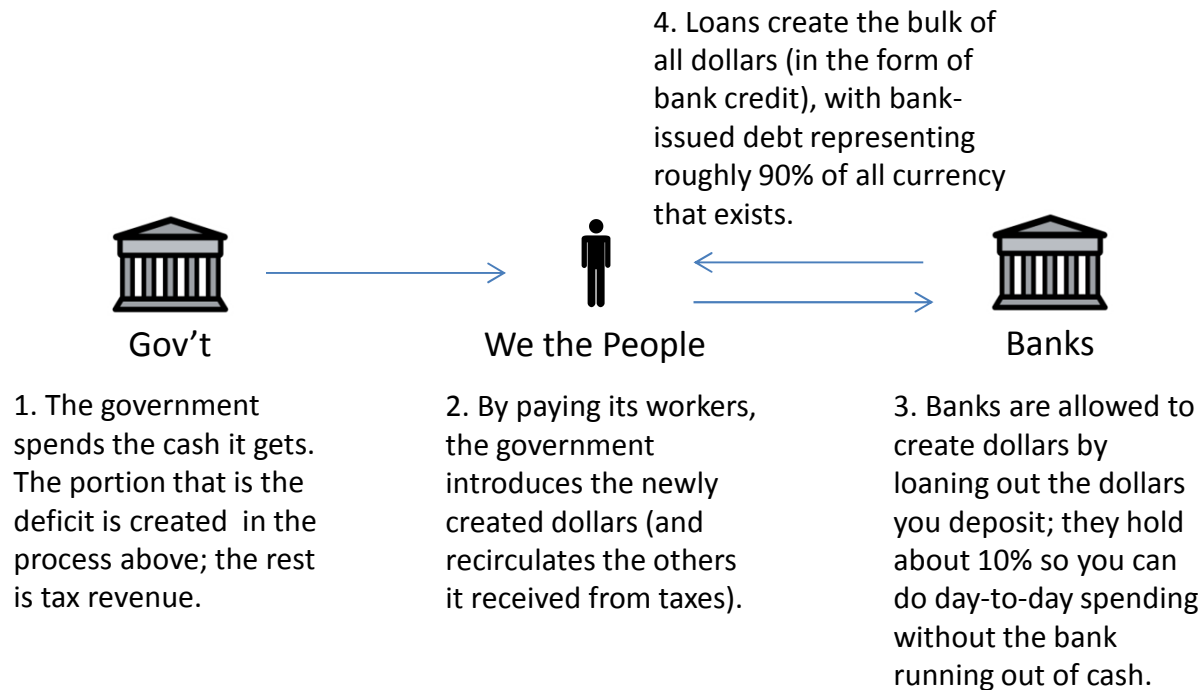 4. Loans create the bulk of
all dollars (in the form of
bank credit), with bank-
issued debt representing
roughly 90% of all currency
that exists.
Gov’t
We the People
Banks
1. The government
spends the cash it gets.
The portion that is the
deficit is created in the
process above; the rest
is tax revenue.
2. By paying its workers,
the government
introduces the newly
created dollars (and
recirculates the others
it received from taxes).
3. Banks are allowed to
create dollars by
loaning out the dollars
you deposit; they hold
about 10% so you can
do day-to-day spending
without the bank
running out of cash.